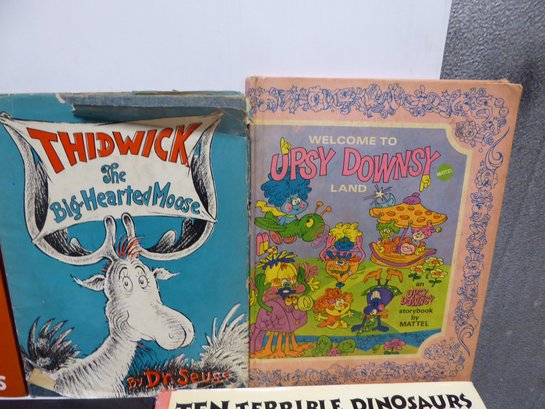 THIDWICK
The
Big-Hearted Moose
By Dr. Seuss
WELCOME TO
UPSY DOWNSY
LAND
MATTEL
an
UPSY
DOWNSY
storybook
by
MATTEL
TEN TERRIBLE DINOSAURS
S